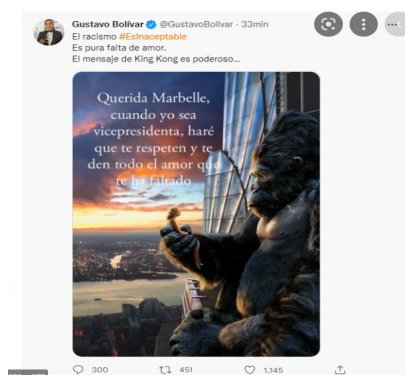 Gustavo Bolívar @GustavoBolivar · 33min
El racismo #EsInaceptable
Es pura falta de amor.
El mensaje de King Kong es poderoso...
Querida Marbelle,
cuando yo sea
vicepresidenta, haré
que te respeten y te
den todo el amor que
te ha faltado
300 451 1.145